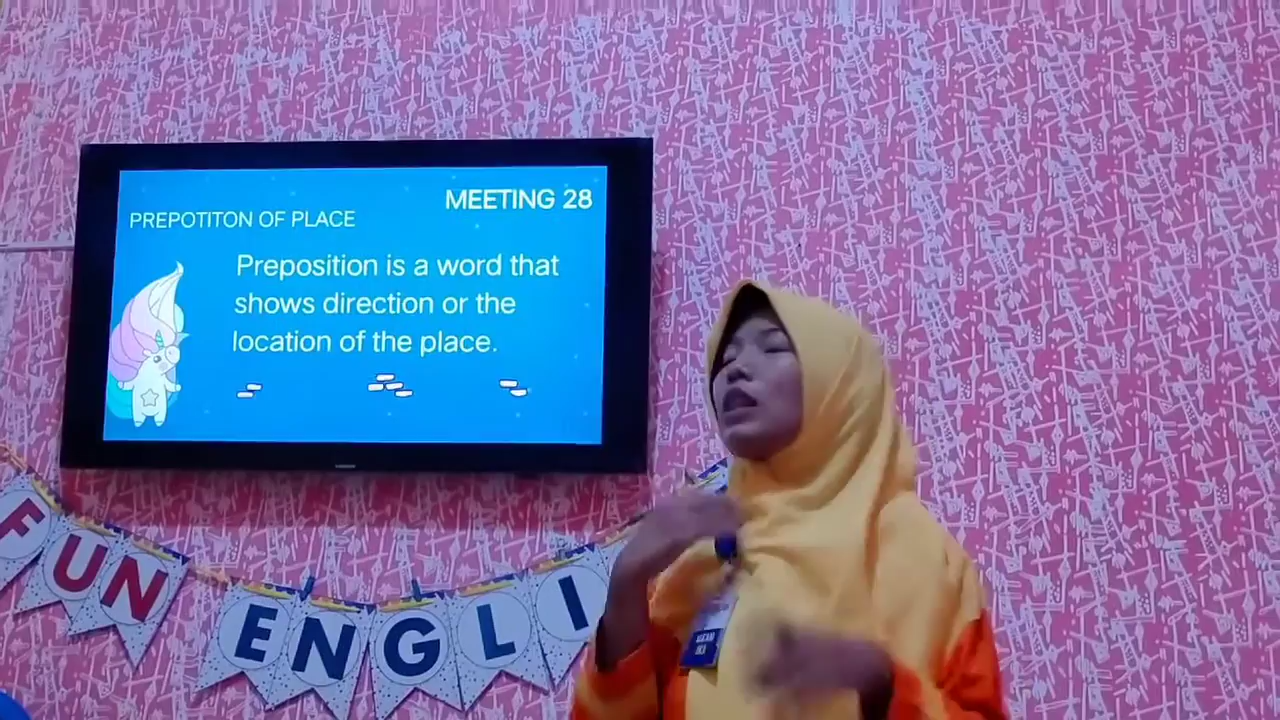 MEETING 28
PREPOTITON OF PLACE
Preposition is a word that
shows direction or the
location of the place.
FUN ENGLI